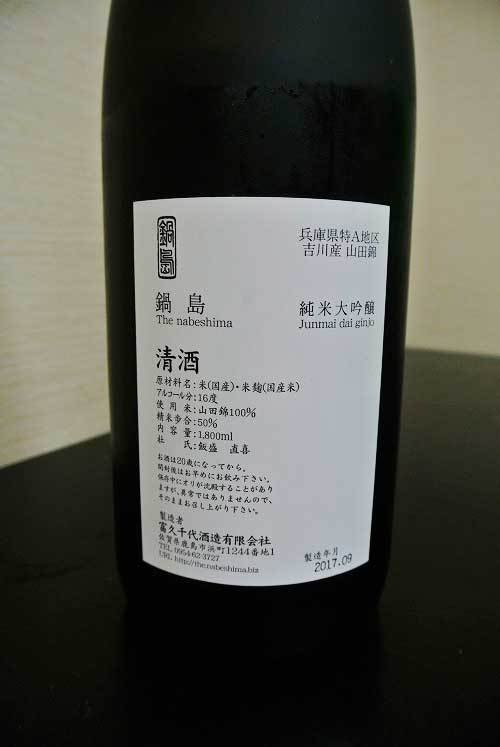 鍋島
兵庫県特A地区
吉川産 山田錦
鍋 島
The nabeshima
純米大吟醸
Junmai dai ginjo
清酒
原材料名:米(国産)・米麹(国産米)
アルコール分:16度
使 用 米:山田錦100%
精米歩合:50%
内 容 量:1,800ml
杜 氏:飯盛 直喜
お酒は20歳になってから。
開封後はお早めにお飲み下さい。
保存中にオリが沈殿することがあり
ますが、異常ではありませんので、
そのままお召し上がり下さい。
製造者
富久千代酒造有限会社
佐賀県鹿島市浜町1244番地1
TEL 0954-62-3727
URL http://the.nabeshima.biz
製造年月
2017.09